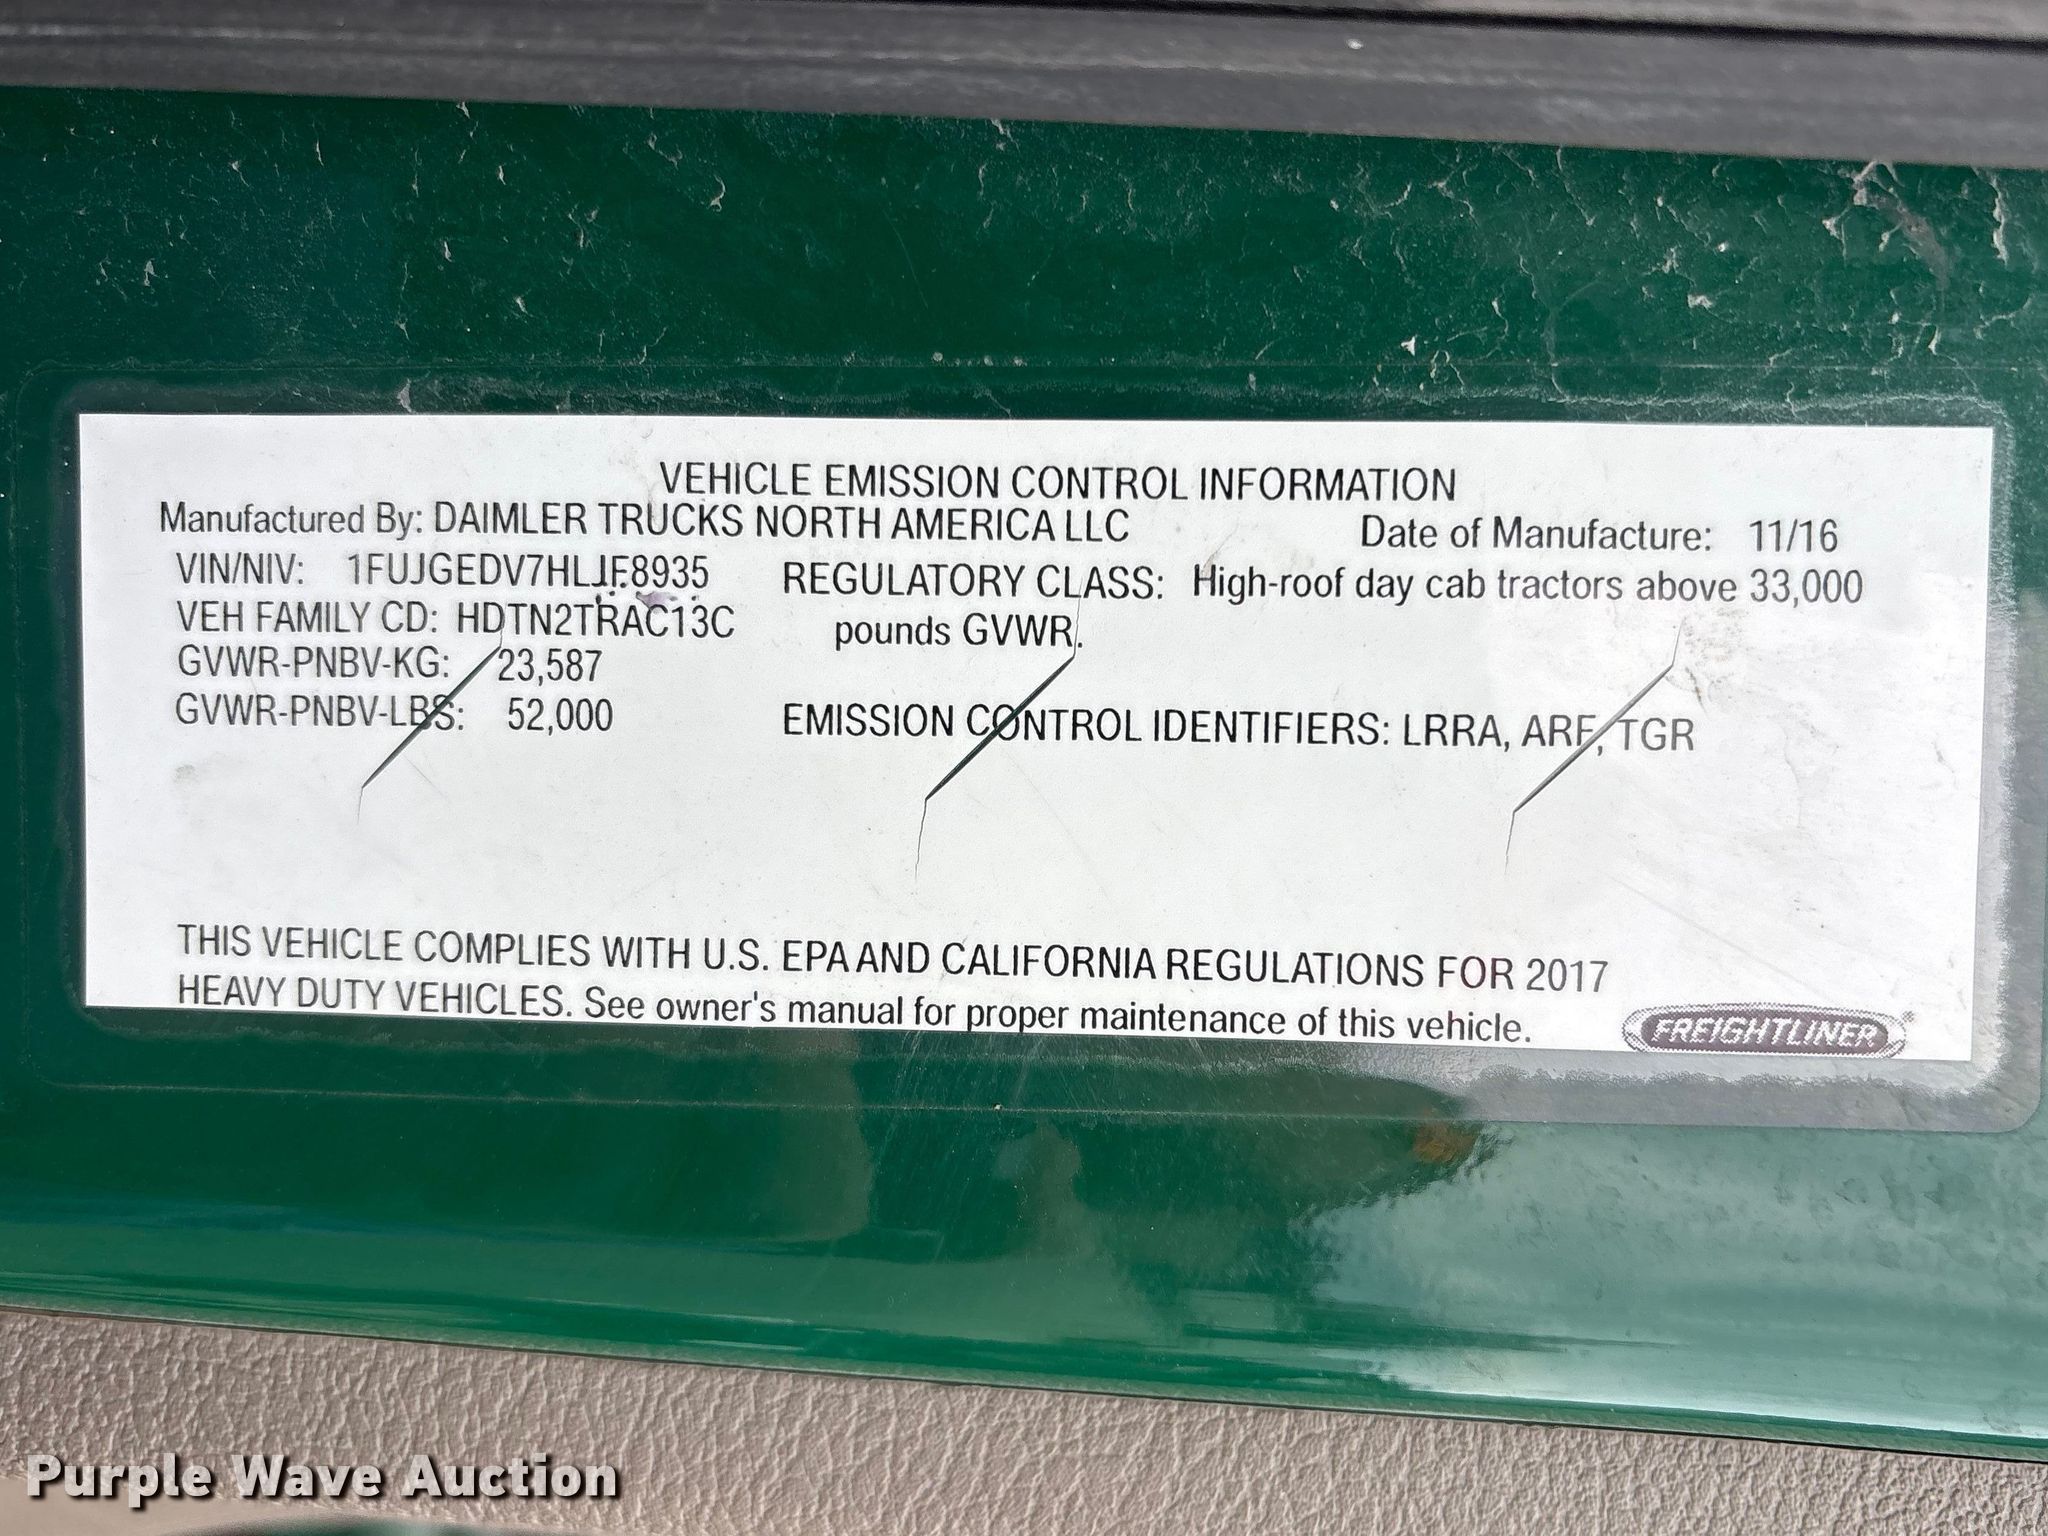 VEHICLE EMISSION CONTROL INFORMATION
Manufactured By: DAIMLER TRUCKS NORTH AMERICA LLC Date of Manufacture: 11/16
VIN/NIV: 1FUJGEDV7HLJF8935 REGULATORY CLASS: High-roof day cab tractors above 33,000
VEH FAMILY CD: HDTN2TRAC13C pounds GVWR.
GVWR-PNBV-KG: 23,587
GVWR-PNBV-LBS: 52,000 EMISSION CONTROL IDENTIFIERS: LRRA, ARF, TGR
THIS VEHICLE COMPLIES WITH U.S. EPA AND CALIFORNIA REGULATIONS FOR 2017
HEAVY DUTY VEHICLES. See owner's manual for proper maintenance of this vehicle.
FREIGHTLINER
Purple Wave Auction